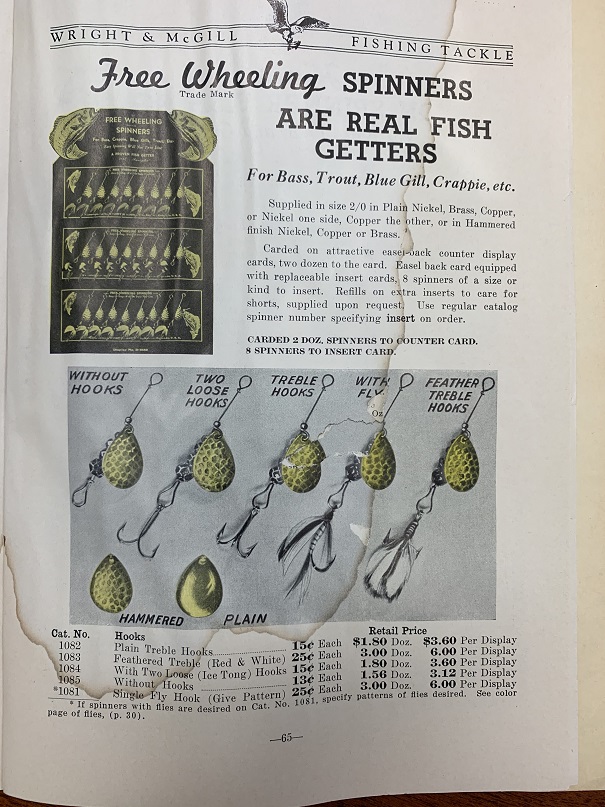 WRIGHT & McGILL FISHING TACKLE
Free Wheeling SPINNERS
Trade Mark
ARE REAL FISH
GETTERS
For Bass, Trout, Blue Gill, Crappie, etc.
FREE WHEELING
SPINNERS
For Bass, Crappie, Blue Gills, Trout, Etc.
A PROVEN FISH GETTER
Supplied in size 2/0 in Plain Nickel, Brass, Copper,
or Nickel one side, Copper the other, or in Hammered
finish Nickel, Copper or Brass.
Carded on attractive easel-back counter display
cards, two dozen to the card. Easel back card equipped
with replaceable insert cards, 8 spinners of a size or
kind to insert. Refills on extra inserts to care for
shorts, supplied upon request. Use regular catalog
spinner number specifying insert on order.
CARDED 2 DOZ. SPINNERS TO COUNTER CARD.
8 SPINNERS TO INSERT CARD.
WITHOUT HOOKS
TWO LOOSE HOOKS
TREBLE HOOKS
WITH FLY
Oz
FEATHER TREBLE HOOKS
HAMMERED PLAIN
Cat. No. Hooks Retail Price
1082 Plain Treble Hooks 15¢ Each $1.80 Doz. $3.60 Per Display
1083 Feathered Treble (Red & White) 25¢ Each 3.00 Doz. 6.00 Per Display
1084 With Two Loose (Ice Tong) Hooks 15¢ Each 1.80 Doz. 3.60 Per Display
1085 Without Hooks 13¢ Each 1.56 Doz. 3.12 Per Display
*1081 Single Fly Hook (Give Pattern) 25¢ Each 3.00 Doz. 6.00 Per Display
* If spinners with flies are desired on Cat. No. 1081, specify patterns of flies desired. See color
page of flies, (p. 30).
—65—